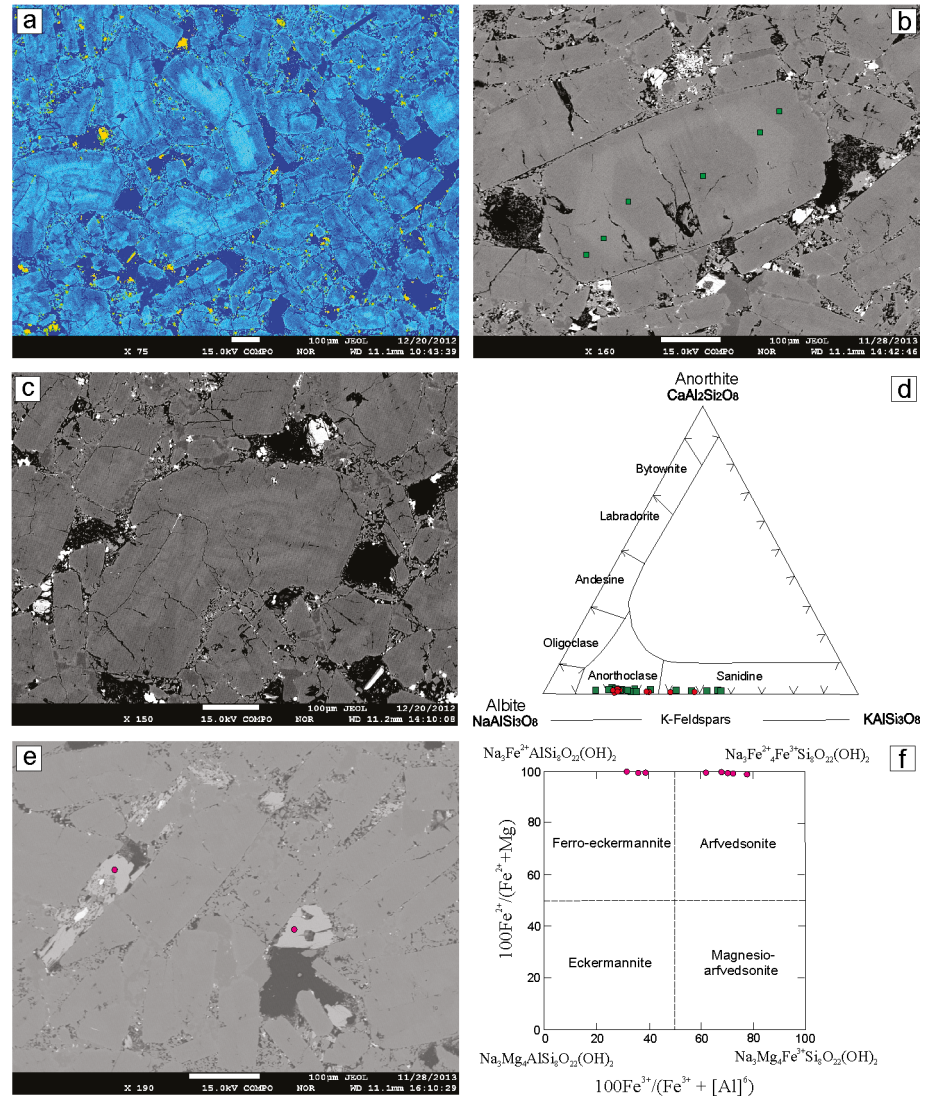 a
100µm JEOL 12/20/2012
X 75 15.0kV COMPO NOR WD 11.1mm 10:43:39
b
100µm JEOL 11/28/2013
X 160 15.0kV COMPO NOR WD 11.1mm 14:42:46
c
100µm JEOL 12/20/2012
X 150 15.0kV COMPO NOR WD 11.2mm 14:10:08
d
Anorthite
CaAl₂Si₂O₈
Bytownite
Labradorite
Andesine
Oligoclase
Anorthoclase
Sanidine
Albite
NaAlSi₃O₈
K-Feldspars
KAlSi₃O₈
e
100µm JEOL 11/28/2013
X 190 15.0kV COMPO NOR WD 11.1mm 16:10:29
f
Na₃Fe²⁺AlSi₈O₂₂(OH)₂
Na₃Fe²⁺₄Fe³⁺Si₈O₂₂(OH)₂
100
80
60
40
20
0
100Fe²⁺/(Fe²⁺+Mg)
Ferro-eckermannite
Arfvedsonite
Eckermannite
Magnesio-
arfvedsonite
0 20 40 60 80 100
Na₃Mg₄AlSi₈O₂₂(OH)₂
Na₃Mg₄Fe³⁺Si₈O₂₂(OH)₂
100Fe³⁺/(Fe³⁺ + [Al]⁶)